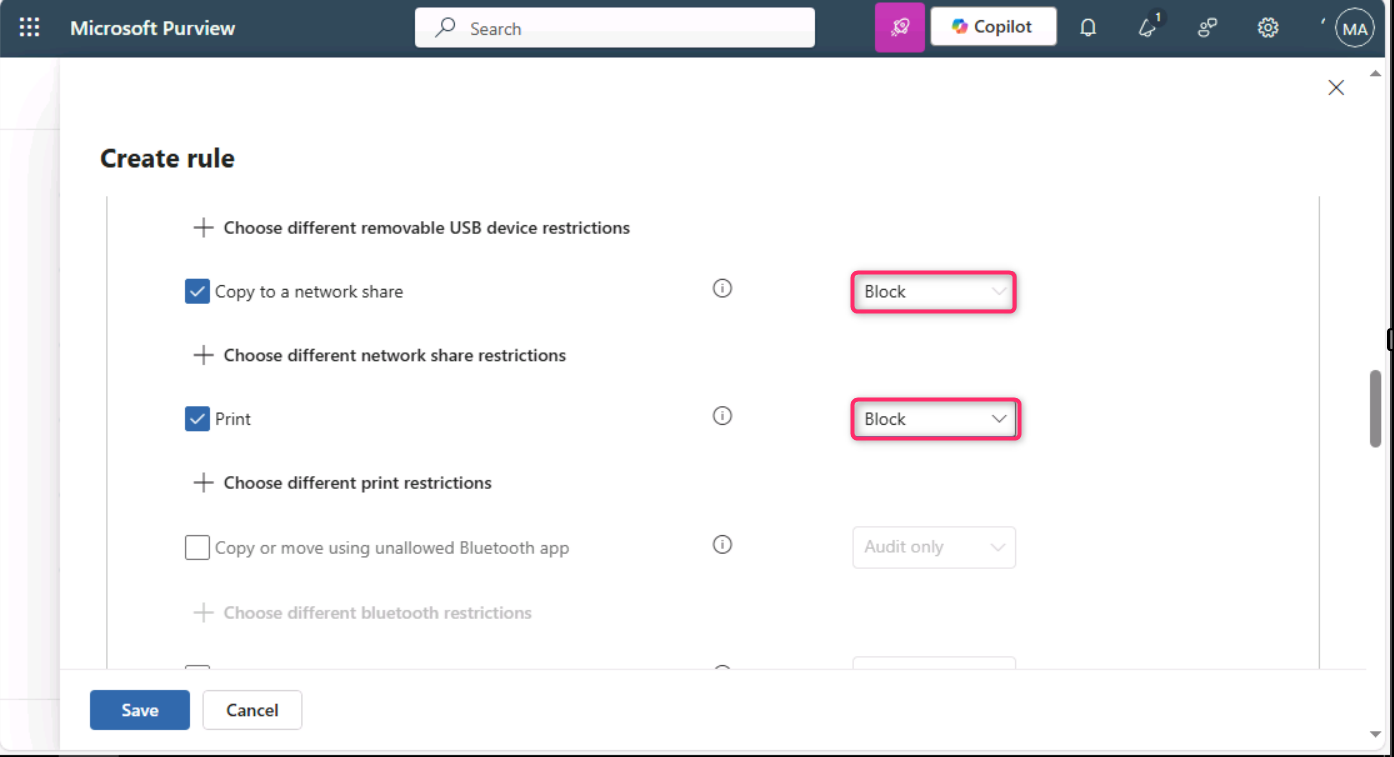 Microsoft Purview
Search
Copilot
1
MA
Create rule
Choose different removable USB device restrictions
Copy to a network share
Block
Choose different network share restrictions
Print
Block
Choose different print restrictions
Copy or move using unallowed Bluetooth app
Audit only
Choose different bluetooth restrictions
Save
Cancel